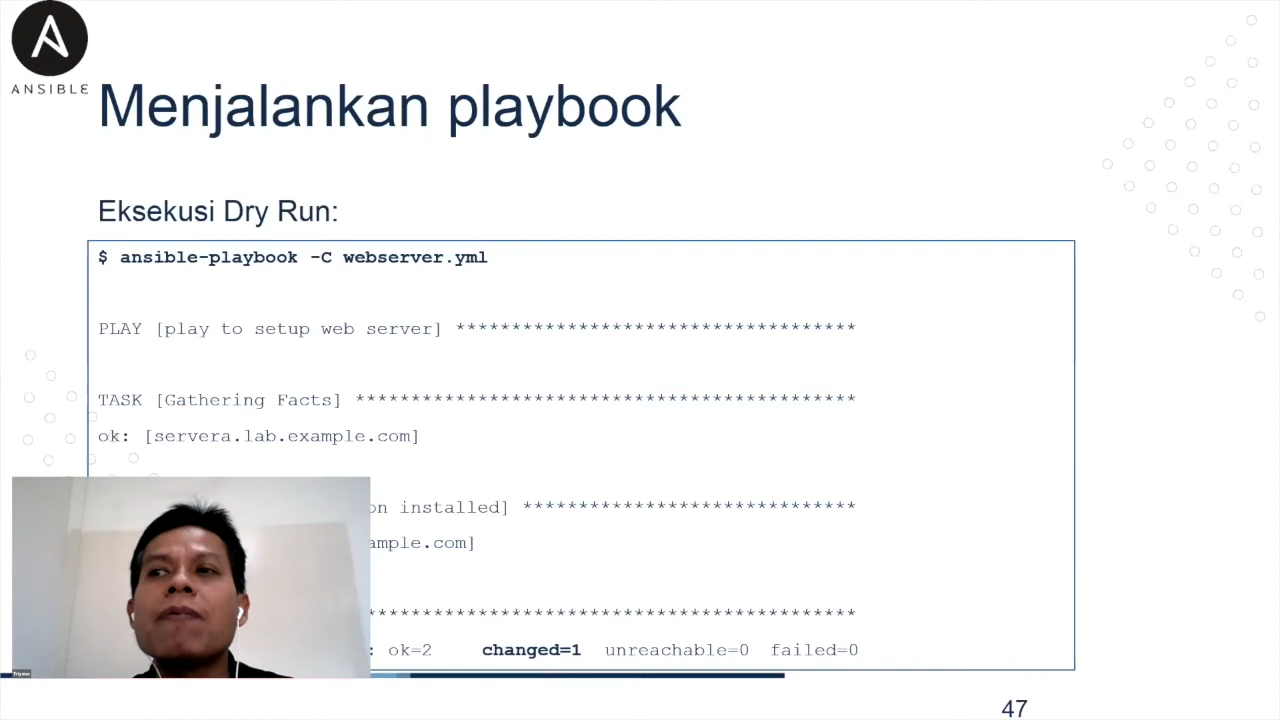 ANSIBLE
Menjalankan playbook
Eksekusi Dry Run:
$ ansible-playbook -C webserver.yml
PLAY [play to setup web server] ************************************
TASK [Gathering Facts] *********************************************
ok: [servera.lab.example.com]
on installed] ******************************
ample.com]
********************************************
: ok=2 changed=1 unreachable=0 failed=0
Triyono
47